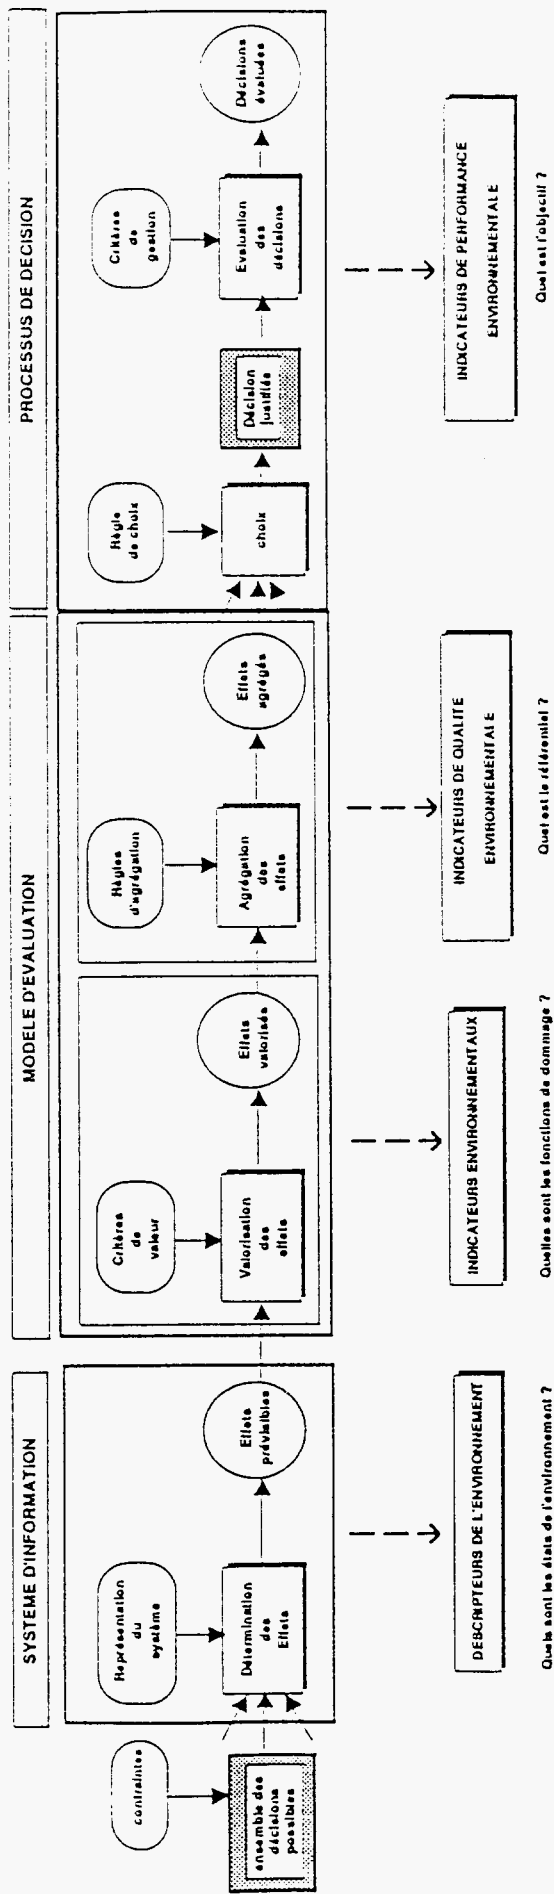 SYSTEME D'INFORMATION
MODELE D'EVALUATION
PROCESSUS DE DECISION
contraintes
ensemble des
décisions
possibles
Représentation
du
système
Détermination
des
Effets
Effets
prévisibles
Critères
de
valeur
Valorisation
des
effets
Effets
valorisés
Règles
d'agrégation
Agrégation
des
effets
Effets
agrégés
Règle
de choix
choix
Décision
justifiée
Critères
de
gestion
Evaluation
des
décisions
Décisions
évaluées
DESCRIPTEURS DE L'ENVIRONNEMENT
INDICATEURS ENVIRONNEMENTAUX
INDICATEURS DE QUALITE
ENVIRONNEMENTALE
INDICATEURS DE PERFORMANCE
ENVIRONNEMENTALE
Quels sont les états de l'environnement ?
Quelles sont les fonctions de dommage ?
Quel est le référentiel ?
Quel est l'objectif ?